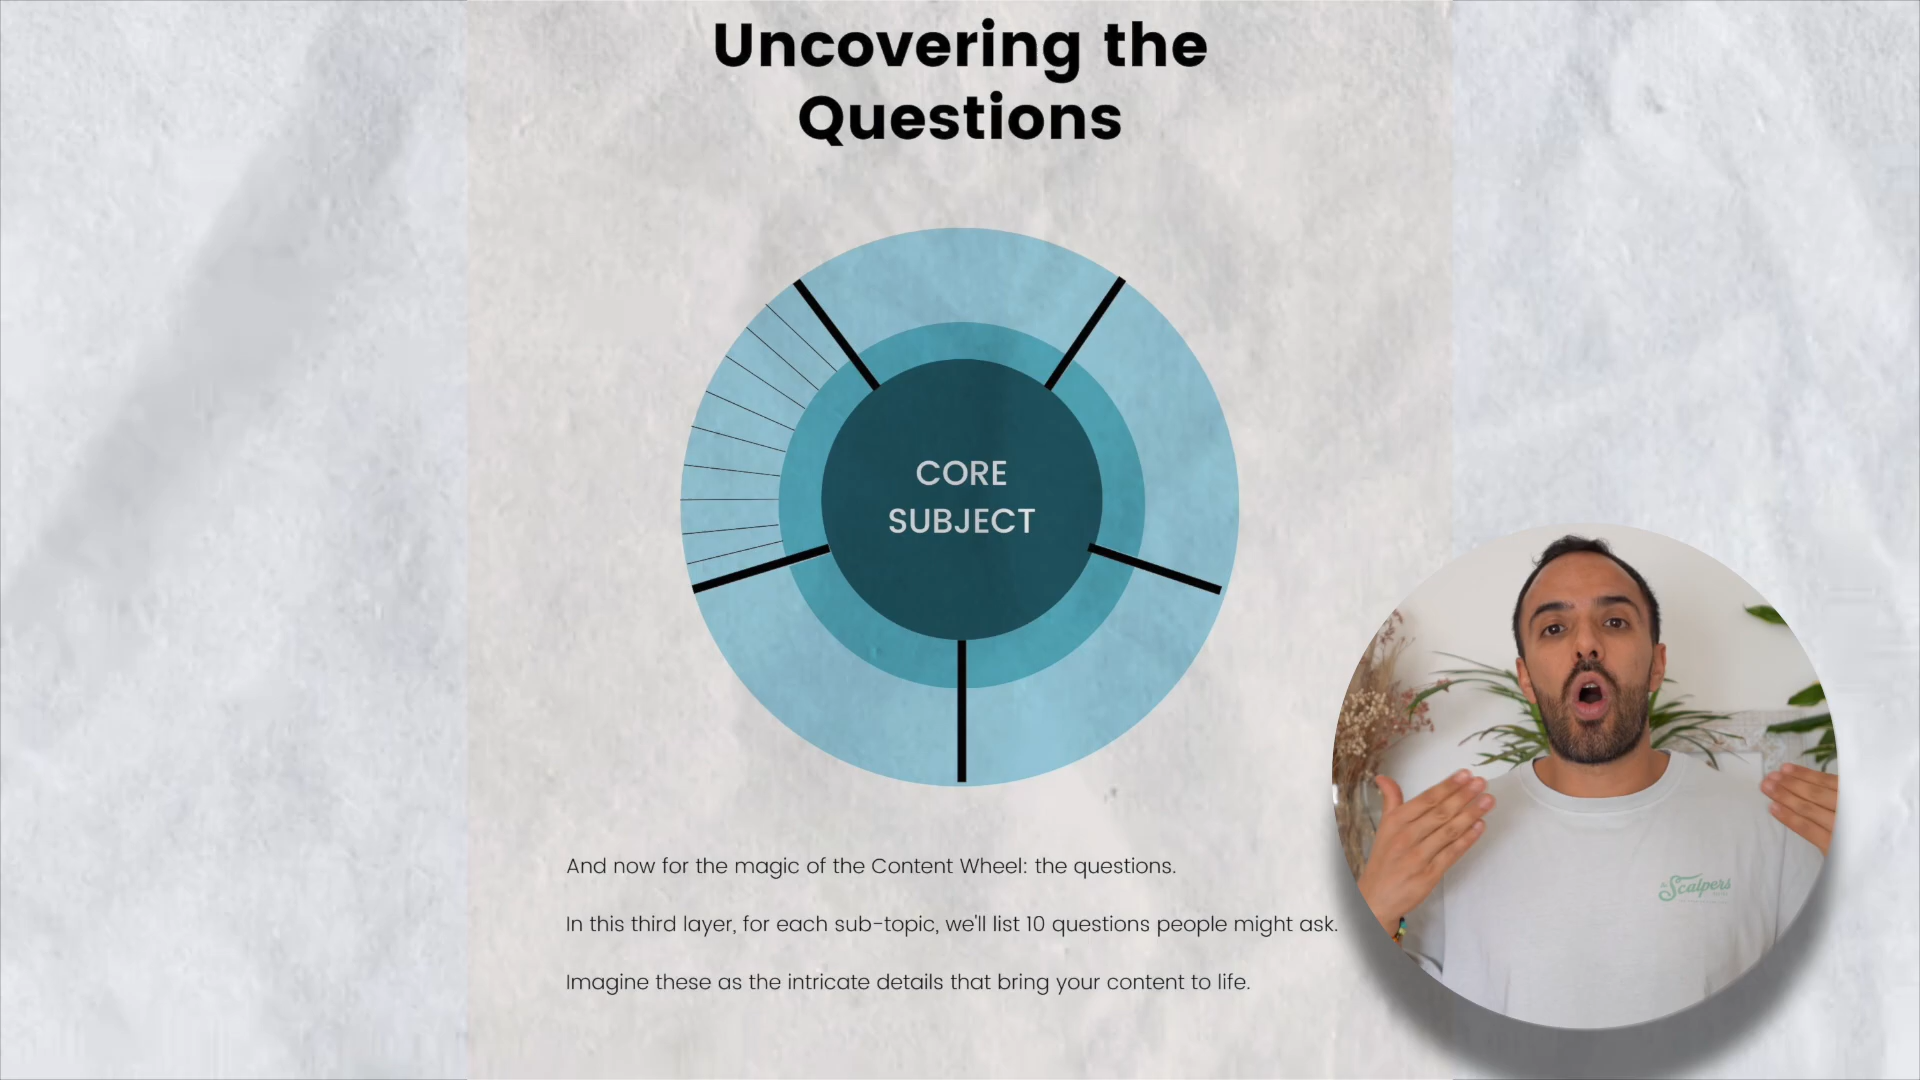 Uncovering the
Questions
CORE
SUBJECT
And now for the magic of the Content Wheel: the questions.
In this third layer, for each sub-topic, we'll list 10 questions people might ask.
Imagine these as the intricate details that bring your content to life.
Scalpers